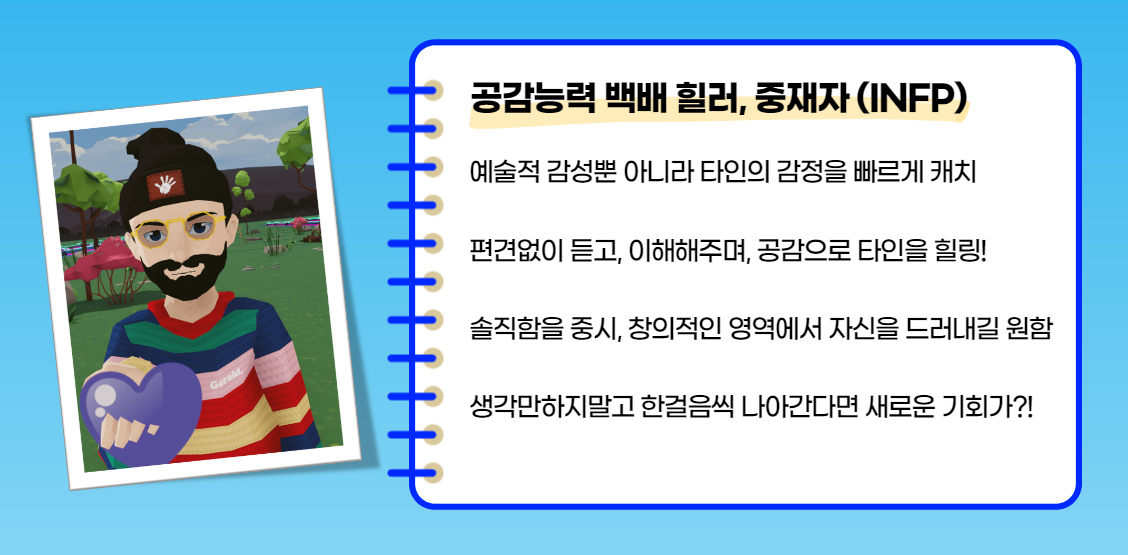 공감능력 백배 힐러, 중재자 (INFP)
예술적 감성뿐 아니라 타인의 감정을 빠르게 캐치
편견없이 듣고, 이해해주며, 공감으로 타인을 힐링!
솔직함을 중시, 창의적인 영역에서 자신을 드러내길 원함
생각만하지말고 한걸음씩 나아간다면 새로운 기회가?!
Gerald.